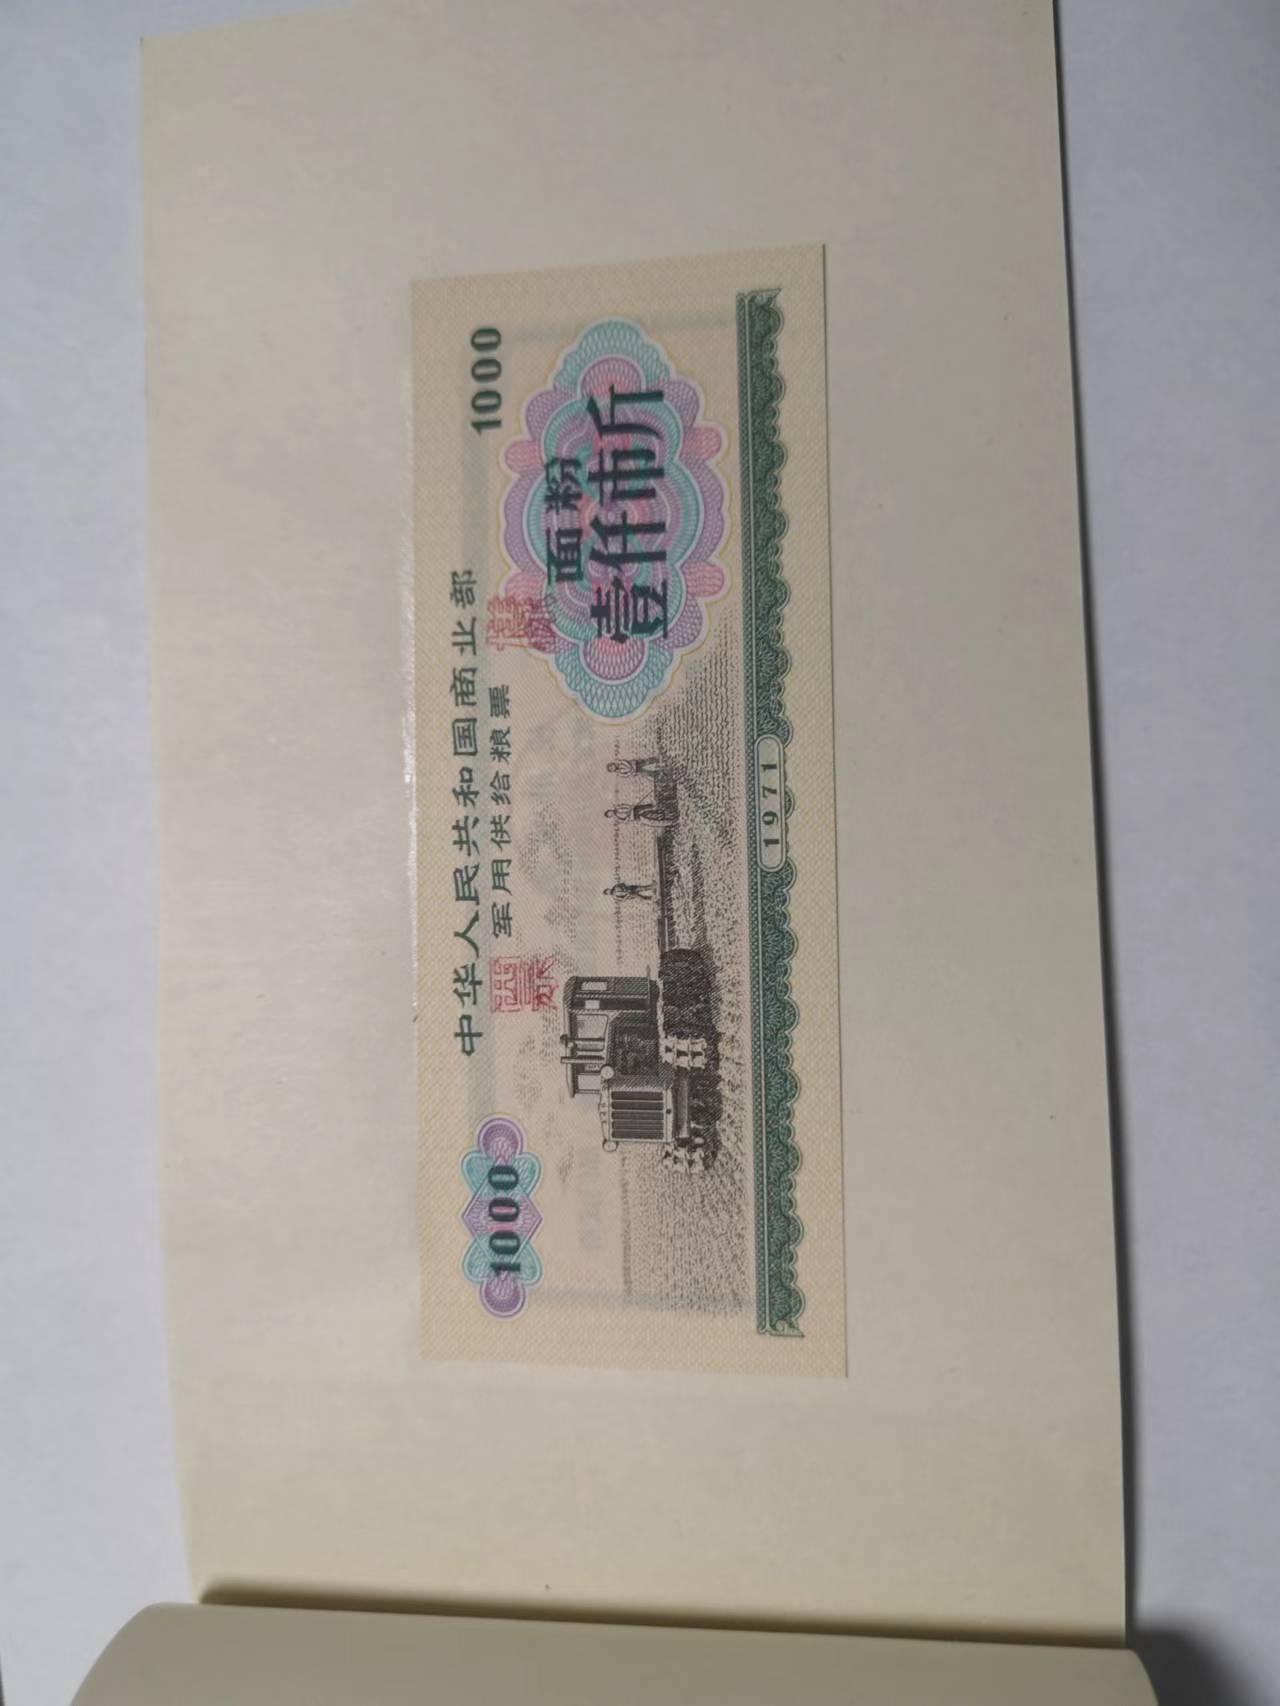 中华人民共和国商业部
军用供给粮票
1000
1000
面粉
壹仟市斤
1971